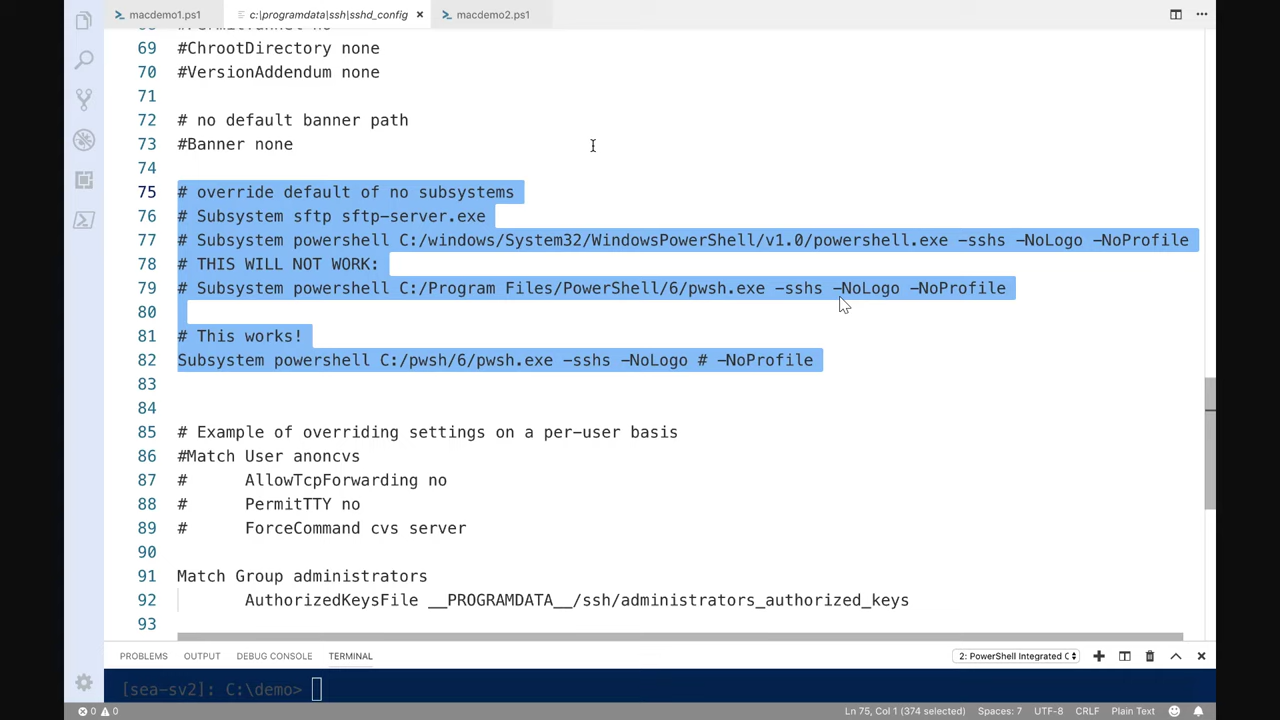 macdemo1.ps1
c:\programdata\ssh\sshd_config
macdemo2.ps1
69 #ChrootDirectory none
70 #VersionAddendum none
71
72 # no default banner path
73 #Banner none
74
75 # override default of no subsystems
76 # Subsystem sftp sftp-server.exe
77 # Subsystem powershell C:/windows/System32/WindowsPowerShell/v1.0/powershell.exe -sshs -NoLogo -NoProfile
78 # THIS WILL NOT WORK:
79 # Subsystem powershell C:/Program Files/PowerShell/6/pwsh.exe -sshs -NoLogo -NoProfile
80
81 # This works!
82 Subsystem powershell C:/pwsh/6/pwsh.exe -sshs -NoLogo # -NoProfile
83
84
85 # Example of overriding settings on a per-user basis
86 #Match User anoncvs
87 #      AllowTcpForwarding no
88 #      PermitTTY no
89 #      ForceCommand cvs server
90
91 Match Group administrators
92        AuthorizedKeysFile __PROGRAMDATA__/ssh/administrators_authorized_keys
93
PROBLEMS OUTPUT DEBUG CONSOLE TERMINAL 2: PowerShell Integrated C
[sea-sv2]: C:\demo>
0 0 Ln 75, Col 1 (374 selected) Spaces: 7 UTF-8 CRLF Plain Text